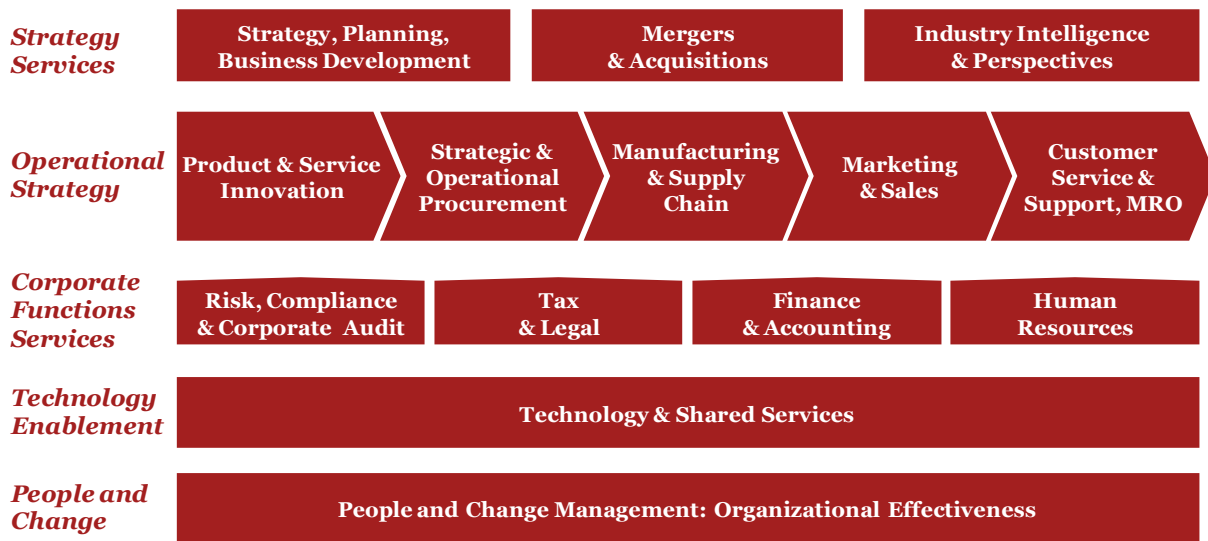 Strategy
Services
Strategy, Planning,
Business Development
Mergers
& Acquisitions
Industry Intelligence
& Perspectives
Operational
Strategy
Product & Service
Innovation
Strategic &
Operational
Procurement
Manufacturing
& Supply
Chain
Marketing
& Sales
Customer
Service &
Support, MRO
Corporate
Functions
Services
Risk, Compliance
& Corporate Audit
Tax
& Legal
Finance
& Accounting
Human
Resources
Technology
Enablement
Technology & Shared Services
People and
Change
People and Change Management: Organizational Effectiveness